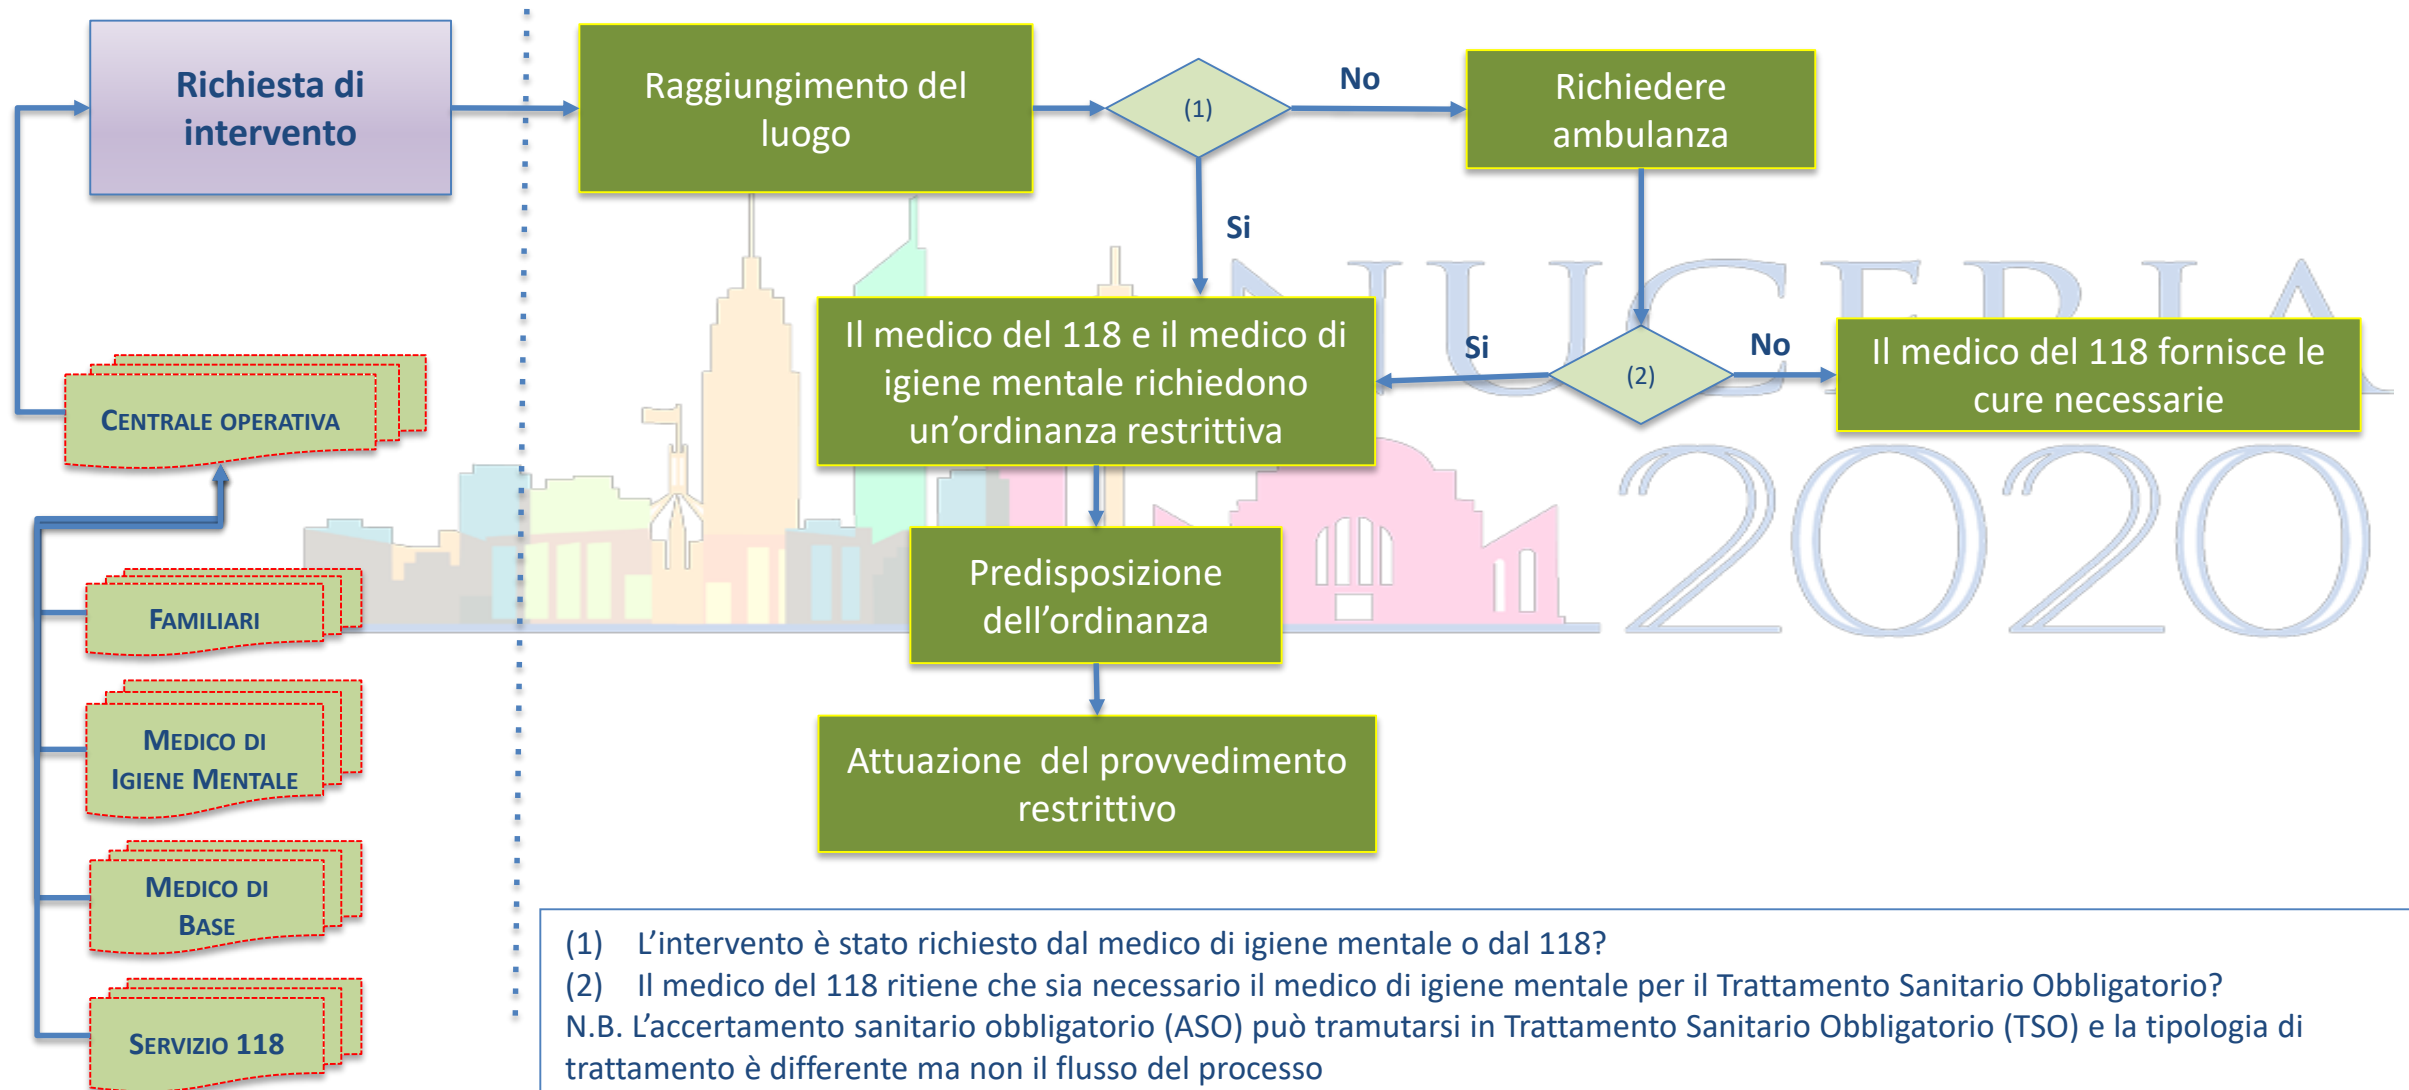 Richiesta di
intervento
Raggiungimento del
luogo
(1)
No
Richiedere
ambulanza
Si
CENTRALE OPERATIVA
Il medico del 118 e il medico di
igiene mentale richiedono
un’ordinanza restrittiva
Si
(2)
No
Il medico del 118 fornisce le
cure necessarie
NUCERIA
2020
Predisposizione
dell’ordinanza
FAMILIARI
MEDICO DI
IGIENE MENTALE
Attuazione del provvedimento
restrittivo
MEDICO DI
BASE
SERVIZIO 118
(1) L’intervento è stato richiesto dal medico di igiene mentale o dal 118?
(2) Il medico del 118 ritiene che sia necessario il medico di igiene mentale per il Trattamento Sanitario Obbligatorio?
N.B. L’accertamento sanitario obbligatorio (ASO) può tramutarsi in Trattamento Sanitario Obbligatorio (TSO) e la tipologia di
trattamento è differente ma non il flusso del processo